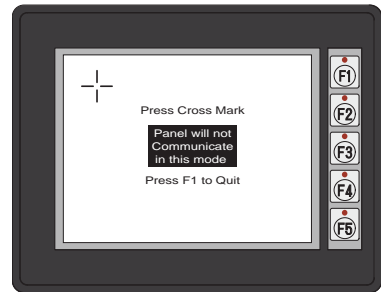 Press Cross Mark
Panel will not
Communicate
in this mode
Press F1 to Quit
F1
F2
F3
F4
F5